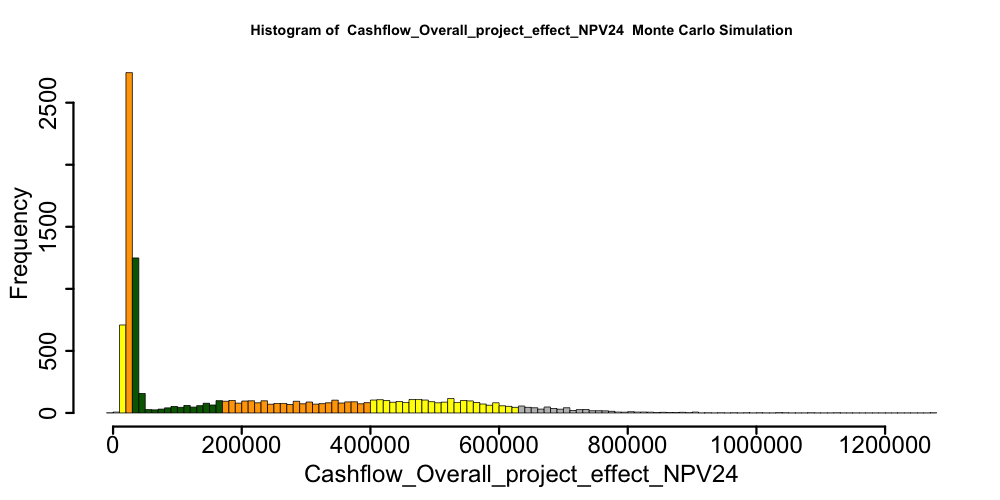 Histogram of  Cashflow_Overall_project_effect_NPV24  Monte Carlo Simulation
Frequency
2500
1500
500
0
0 200000 400000 600000 800000 1000000 1200000
Cashflow_Overall_project_effect_NPV24